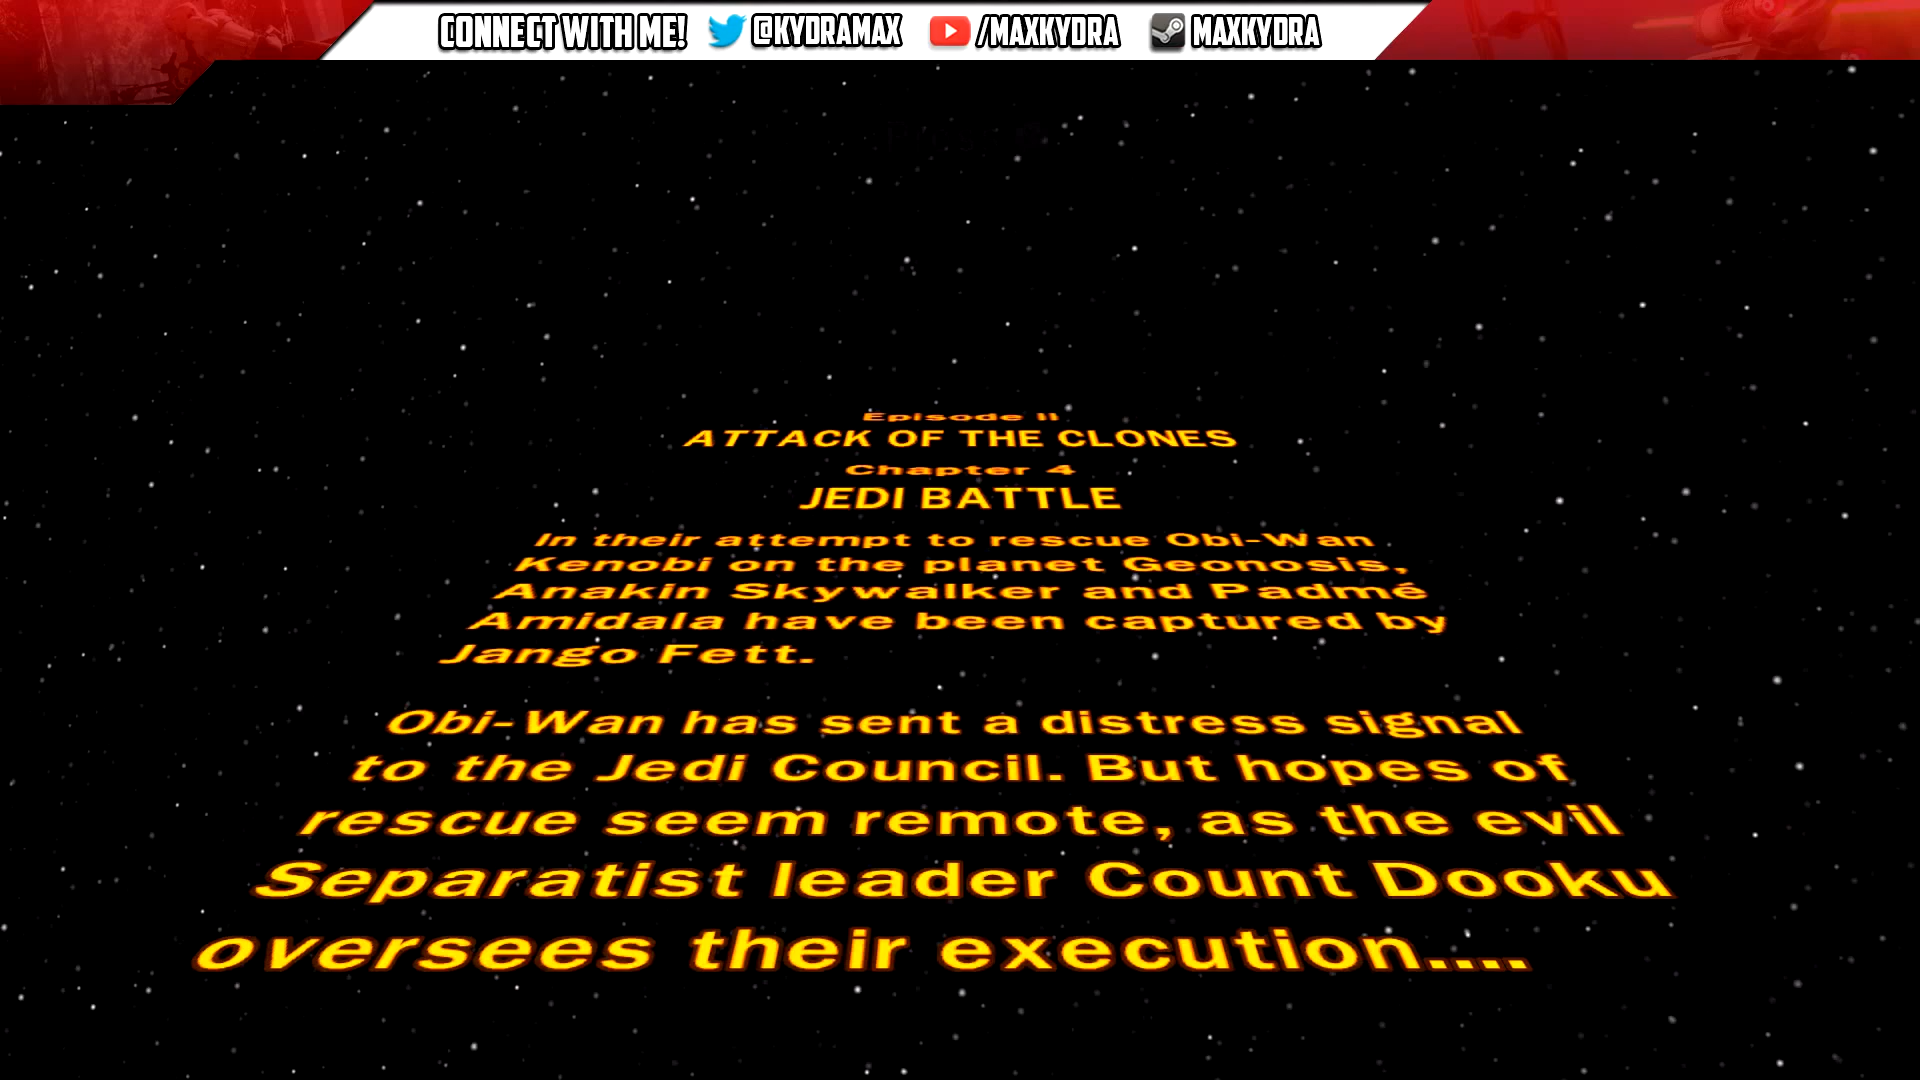 CONNECT WITH ME! @KYDRAMAX /MAXKYDRA MAXKYDRA
Episode II
ATTACK OF THE CLONES
Chapter 4
JEDI BATTLE
In their attempt to rescue Obi-Wan
Kenobi on the planet Geonosis,
Anakin Skywalker and Padmé
Amidala have been captured by
Jango Fett.
Obi-Wan has sent a distress signal
to the Jedi Council. But hopes of
rescue seem remote, as the evil
Separatist leader Count Dooku
oversees their execution....